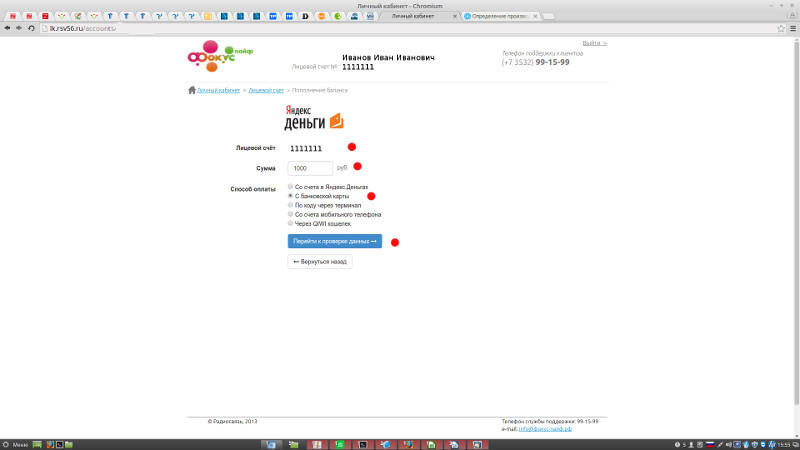 Личный кабинет - Chromium
Личный кабинет
Определение произвo
lk.rsv56.ru/accounts/
ФОКУС
лайф
Лицевой счет №:
Иванов Иван Иванович
1111111
Выйти →
Телефон поддержки клиентов
(+7 3532) 99-15-99
Личный кабинет > Лицевой счет > Пополнение баланса
Яндекс
деньги
Лицевой счёт
1111111
Сумма
1000
руб.
Способ оплаты
Со счета в Яндекс.Деньгах
С банковской карты
По коду через терминал
Со счета мобильного телефона
Через QIWI кошелек
Перейти к проверке данных →
← Вернуться назад
© Радиосвязь, 2013
Телефон службы поддержки: 99-15-99
e-mail:
Меню
15:55